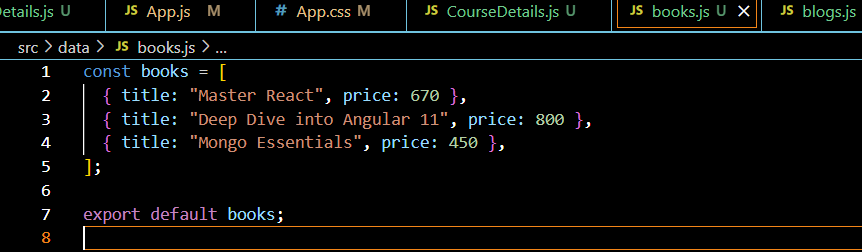 etails.js U JS App.js M # App.css M JS CourseDetails.js U JS books.js U × JS blogs.js
src > data > JS books.js > ...
1 const books = [
2 { title: "Master React", price: 670 },
3 { title: "Deep Dive into Angular 11", price: 800 },
4 { title: "Mongo Essentials", price: 450 },
5 ];
6
7 export default books;
8